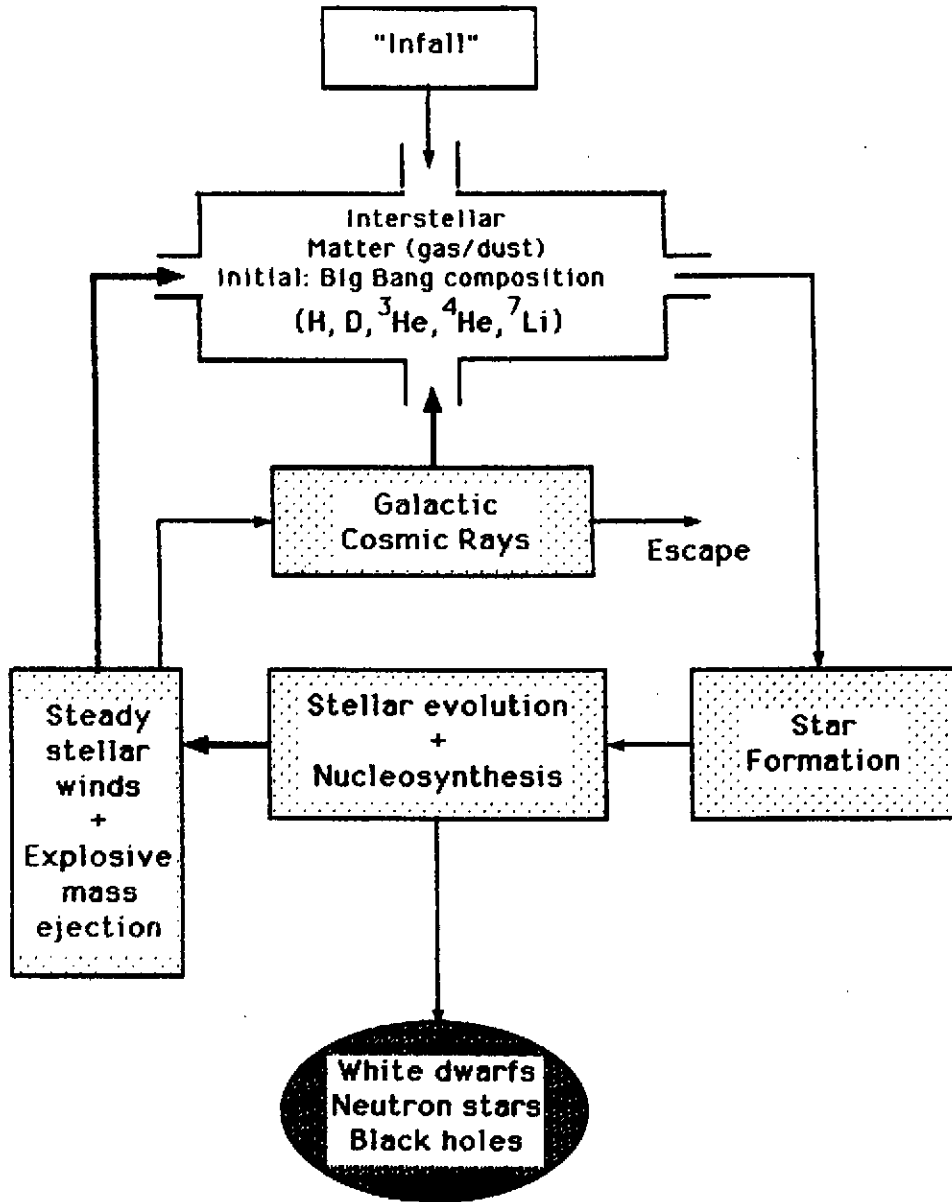 "Infall"
Interstellar
Matter (gas/dust)
Initial: Big Bang composition
(H, D, ³He, ⁴He, ⁷Li)
Galactic
Cosmic Rays
Escape
Steady
stellar
winds
+
Explosive
mass
ejection
Stellar evolution
+
Nucleosynthesis
Star
Formation
White dwarfs
Neutron stars
Black holes